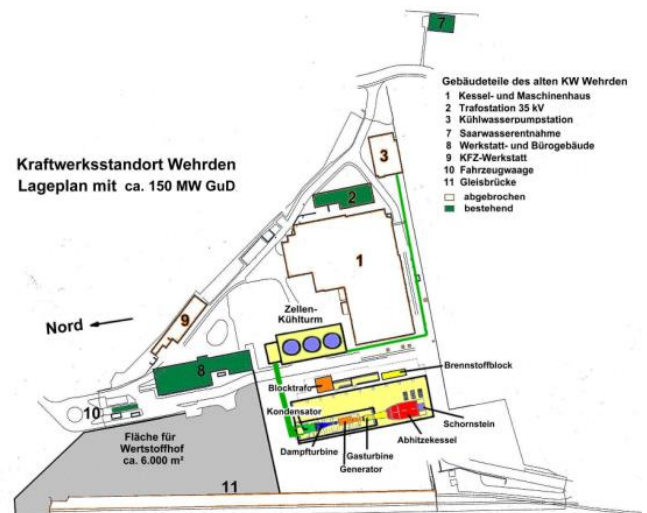 7
Gebäudeteile des alten KW Wehrden
1 Kessel- und Maschinenhaus
2 Trafostation 35 kV
3 Kühlwasserpumpstation
7 Saarwasserentnahme
8 Werkstatt- und Bürogebäude
9 KFZ-Werkstatt
10 Fahrzeugwaage
11 Gleisbrücke
abgebrochen
bestehend
Kraftwerksstandort Wehrden
Lageplan mit ca. 150 MW GuD
3
2
1
Nord
9
Zellen-
Kühlturm
8
Brennstoffblock
Blocktrafo
10
Kondensator
Schornstein
Abhitzekessel
Dampfturbine
Gasturbine
Generator
Fläche für
Wertstoffhof
ca. 6.000 m²
11